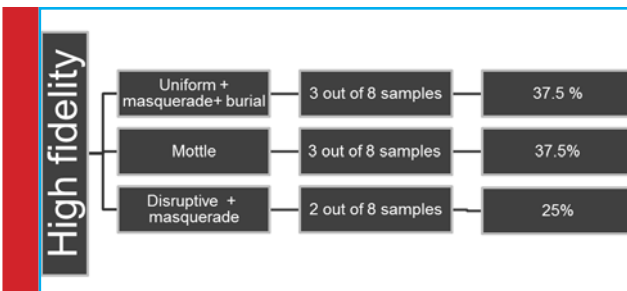 High fidelity
Uniform +
masquerade+ burial
3 out of 8 samples
37.5 %
Mottle
3 out of 8 samples
37.5%
Disruptive +
masquerade
2 out of 8 samples
25%